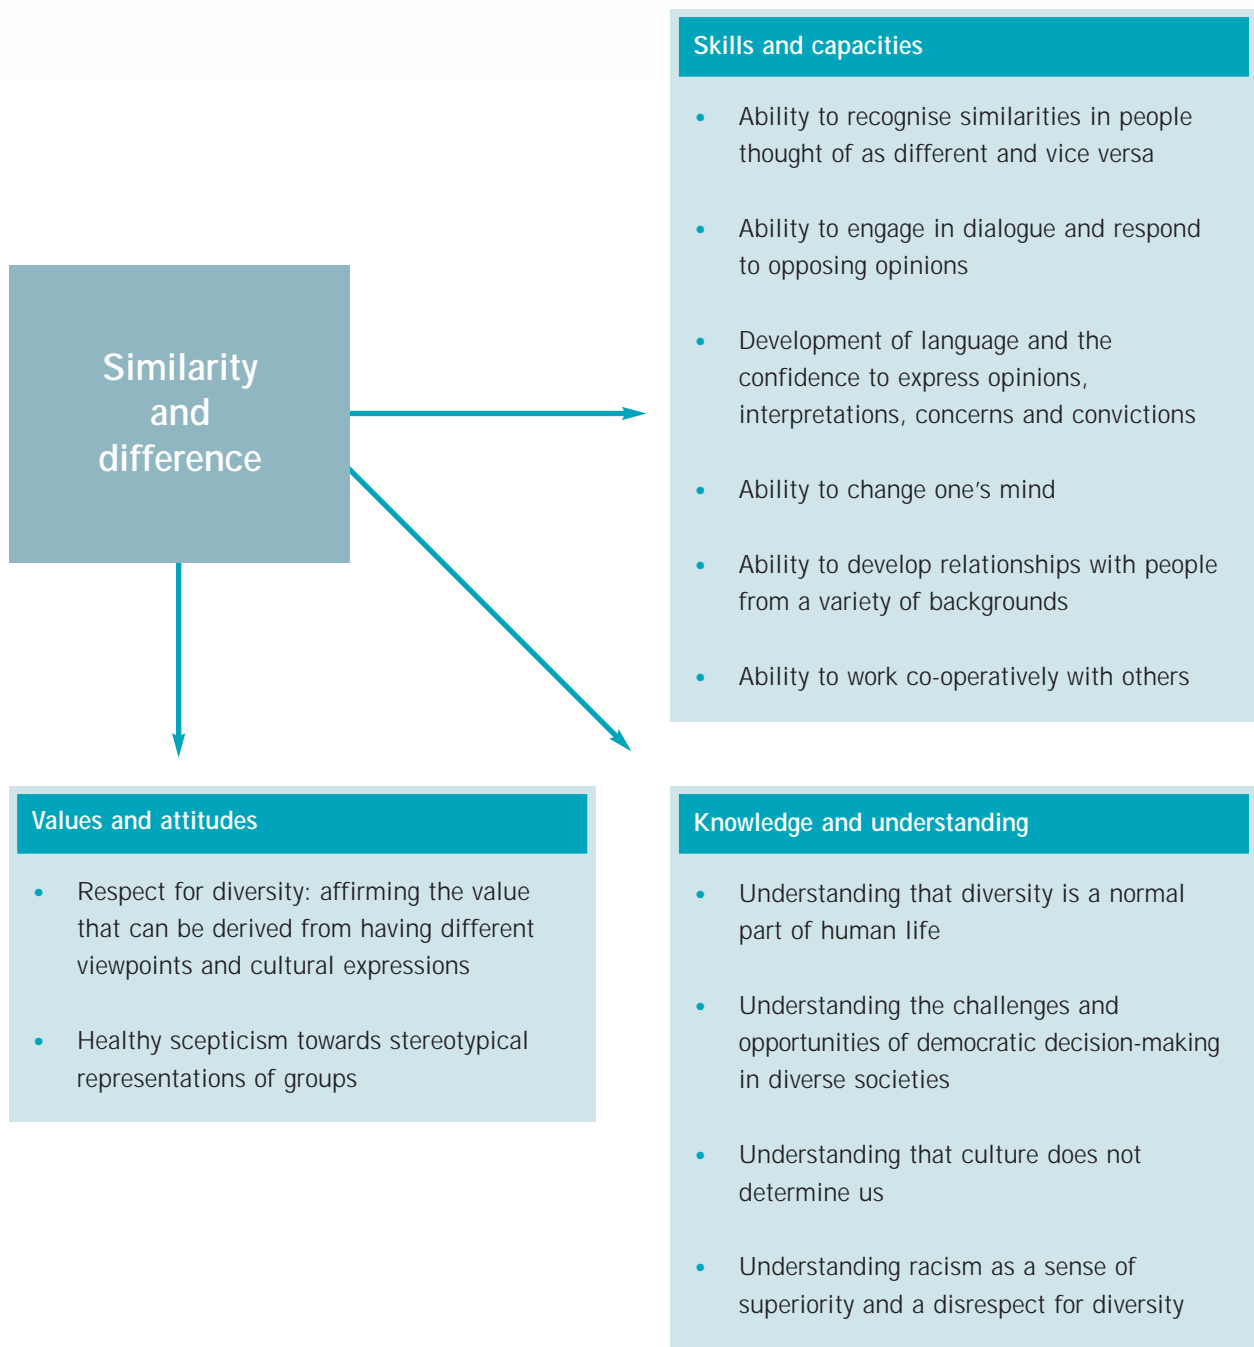 Skills and capacities
• Ability to recognise similarities in people
thought of as different and vice versa
• Ability to engage in dialogue and respond
to opposing opinions
• Development of language and the
confidence to express opinions,
interpretations, concerns and convictions
• Ability to change one's mind
• Ability to develop relationships with people
from a variety of backgrounds
• Ability to work co-operatively with others
Similarity
and
difference
Values and attitudes
• Respect for diversity: affirming the value
that can be derived from having different
viewpoints and cultural expressions
• Healthy scepticism towards stereotypical
representations of groups
Knowledge and understanding
• Understanding that diversity is a normal
part of human life
• Understanding the challenges and
opportunities of democratic decision-making
in diverse societies
• Understanding that culture does not
determine us
• Understanding racism as a sense of
superiority and a disrespect for diversity